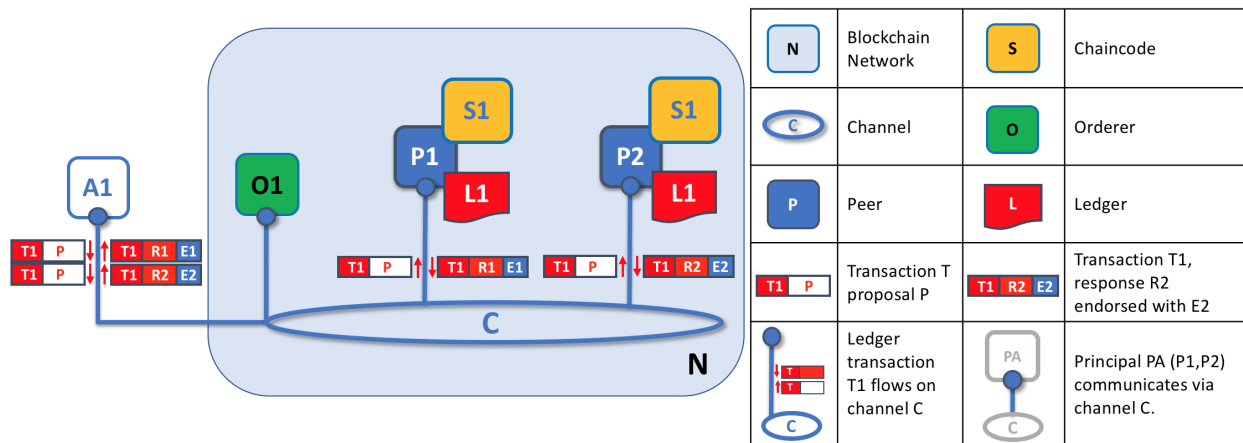 S1
S1
P1
P2
A1
O1
L1
L1
T1 P
T1 R1 E1
T1 P
T1 R2 E2
T1 P
T1 R1 E1
T1 P
T1 R2 E2
C
N
N
Blockchain
Network
S
Chaincode
C
Channel
O
Orderer
P
Peer
L
Ledger
T1 P
Transaction T
proposal P
T1 R2 E2
Transaction T1,
response R2
endorsed with E2
T
T
C
Ledger
transaction
T1 flows on
channel C
PA
C
Principal PA (P1,P2)
communicates via
channel C.